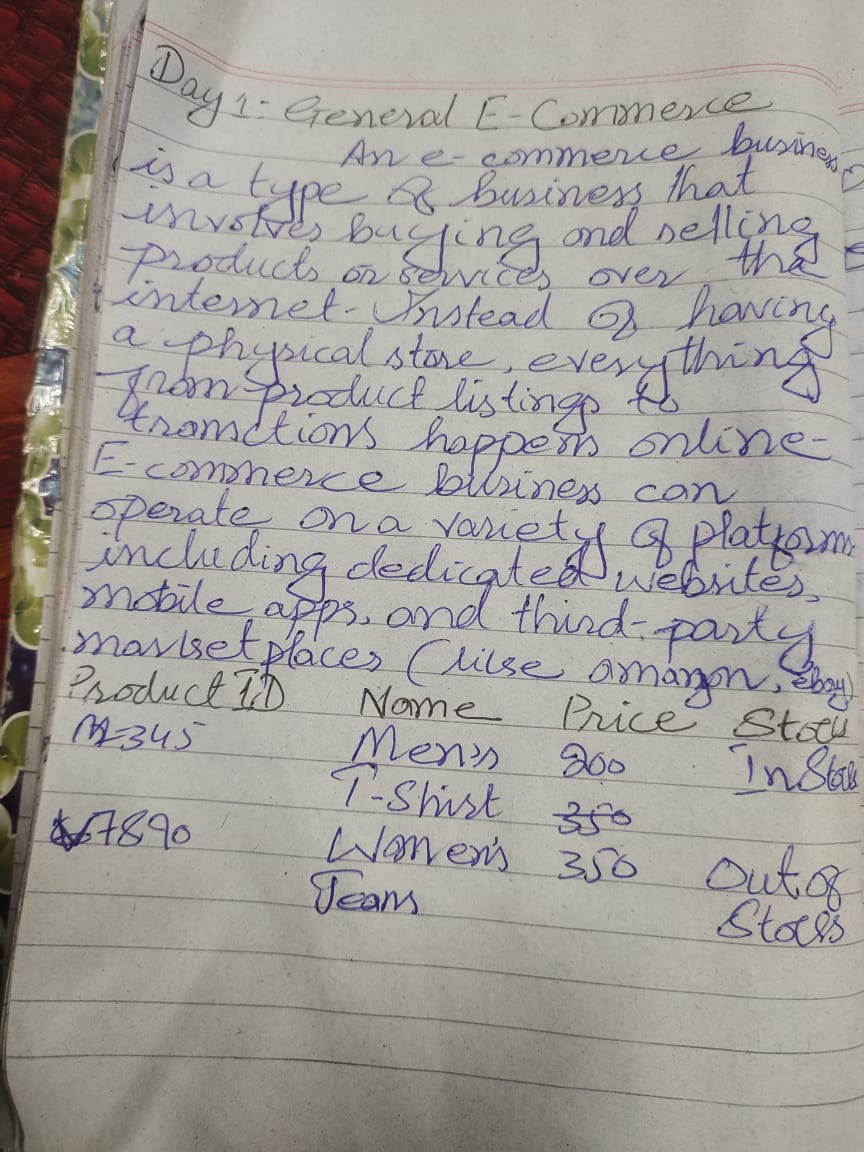 Day 1: General E-Commerce
An e-commerce business
is a type of business that
involves buying and selling
products or services over the
internet. Instead of having
a physical store, everything
from product listings to
tramsctions happens online.
E-commerce business can
operate on a variety of platforms
including dedicated websites,
mobile apps, and third-party
marketplaces (like amazon, ebay)
Product ID Name Price Stock
M-345 Men's 200 In Stock
T-Shirt 350
7890 Women's 350 Out of
Jeans Stock